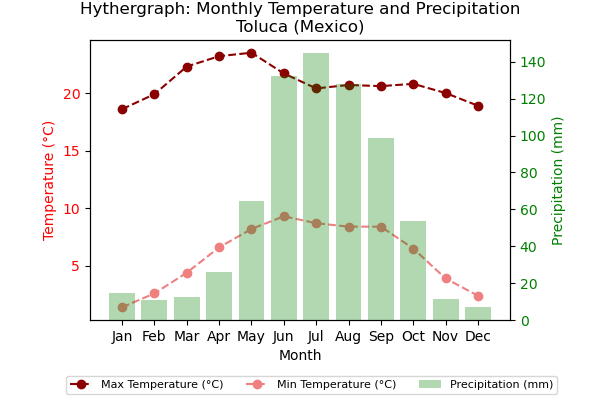 Hythergraph: Monthly Temperature and Precipitation
Toluca (Mexico)
Temperature (°C)
20
15
10
5
Precipitation (mm)
140
120
100
80
60
40
20
0
Jan Feb Mar Apr May Jun Jul Aug Sep Oct Nov Dec
Month
Max Temperature (°C) Min Temperature (°C) Precipitation (mm)